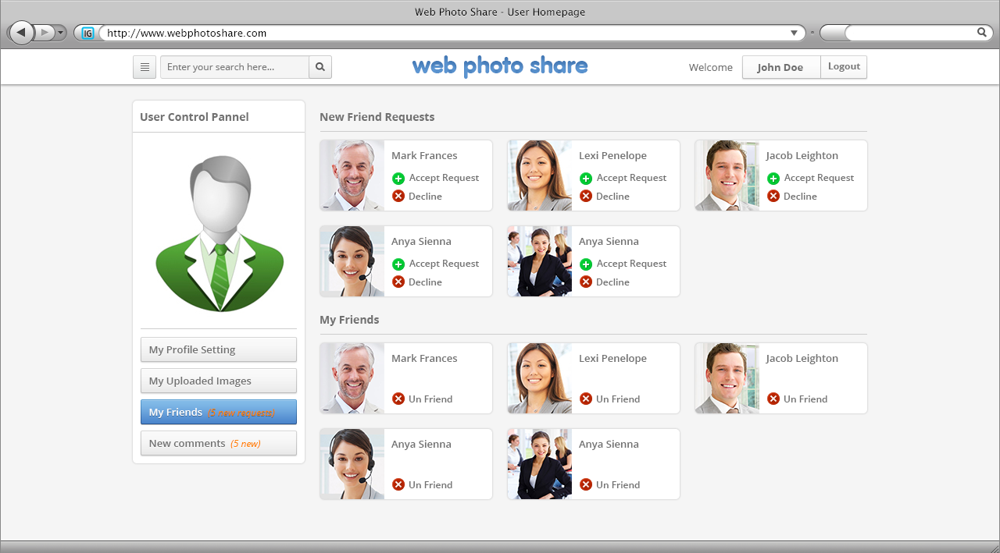 Web Photo Share - User Homepage
IG http://www.webphotoshare.com
Enter your search here...
web photo share
Welcome John Doe Logout
User Control Pannel
My Profile Setting
My Uploaded Images
My Friends (5 new requests)
New comments (5 new)
New Friend Requests
Mark Frances
Accept Request
Decline
Lexi Penelope
Accept Request
Decline
Jacob Leighton
Accept Request
Decline
Anya Sienna
Accept Request
Decline
Anya Sienna
Accept Request
Decline
My Friends
Mark Frances
Un Friend
Lexi Penelope
Un Friend
Jacob Leighton
Un Friend
Anya Sienna
Un Friend
Anya Sienna
Un Friend